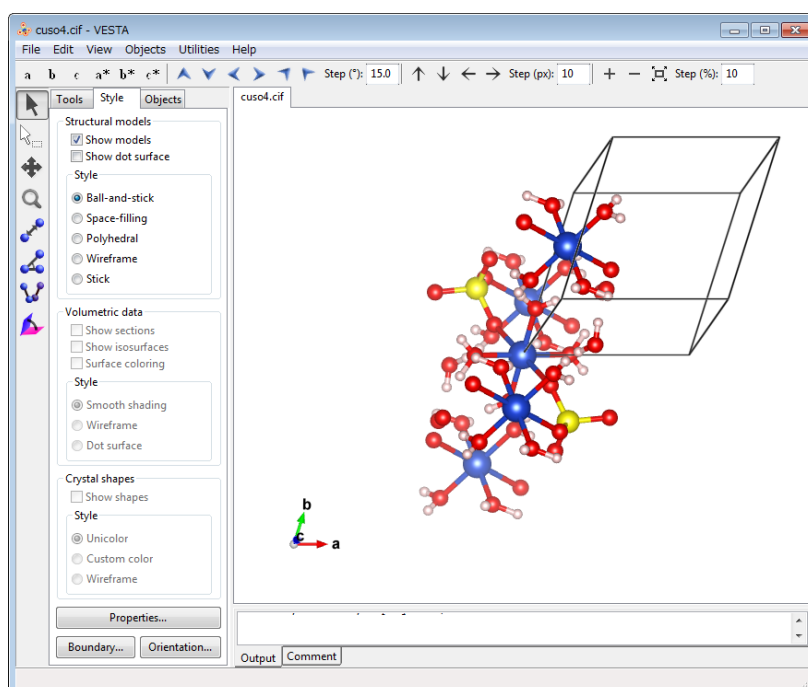 cuso4.cif - VESTA
File Edit View Objects Utilities Help
a b c a* b* c* Step (°): 15.0 Step (px): 10 Step (%): 10
Tools Style Objects
cuso4.cif
Structural models
Show models
Show dot surface
Style
Ball-and-stick
Space-filling
Polyhedral
Wireframe
Stick
Volumetric data
Show sections
Show isosurfaces
Surface coloring
Style
Smooth shading
Wireframe
Dot surface
Crystal shapes
Show shapes
Style
Unicolor
Custom color
Wireframe
b
c
a
Properties...
Boundary... Orientation...
Output Comment